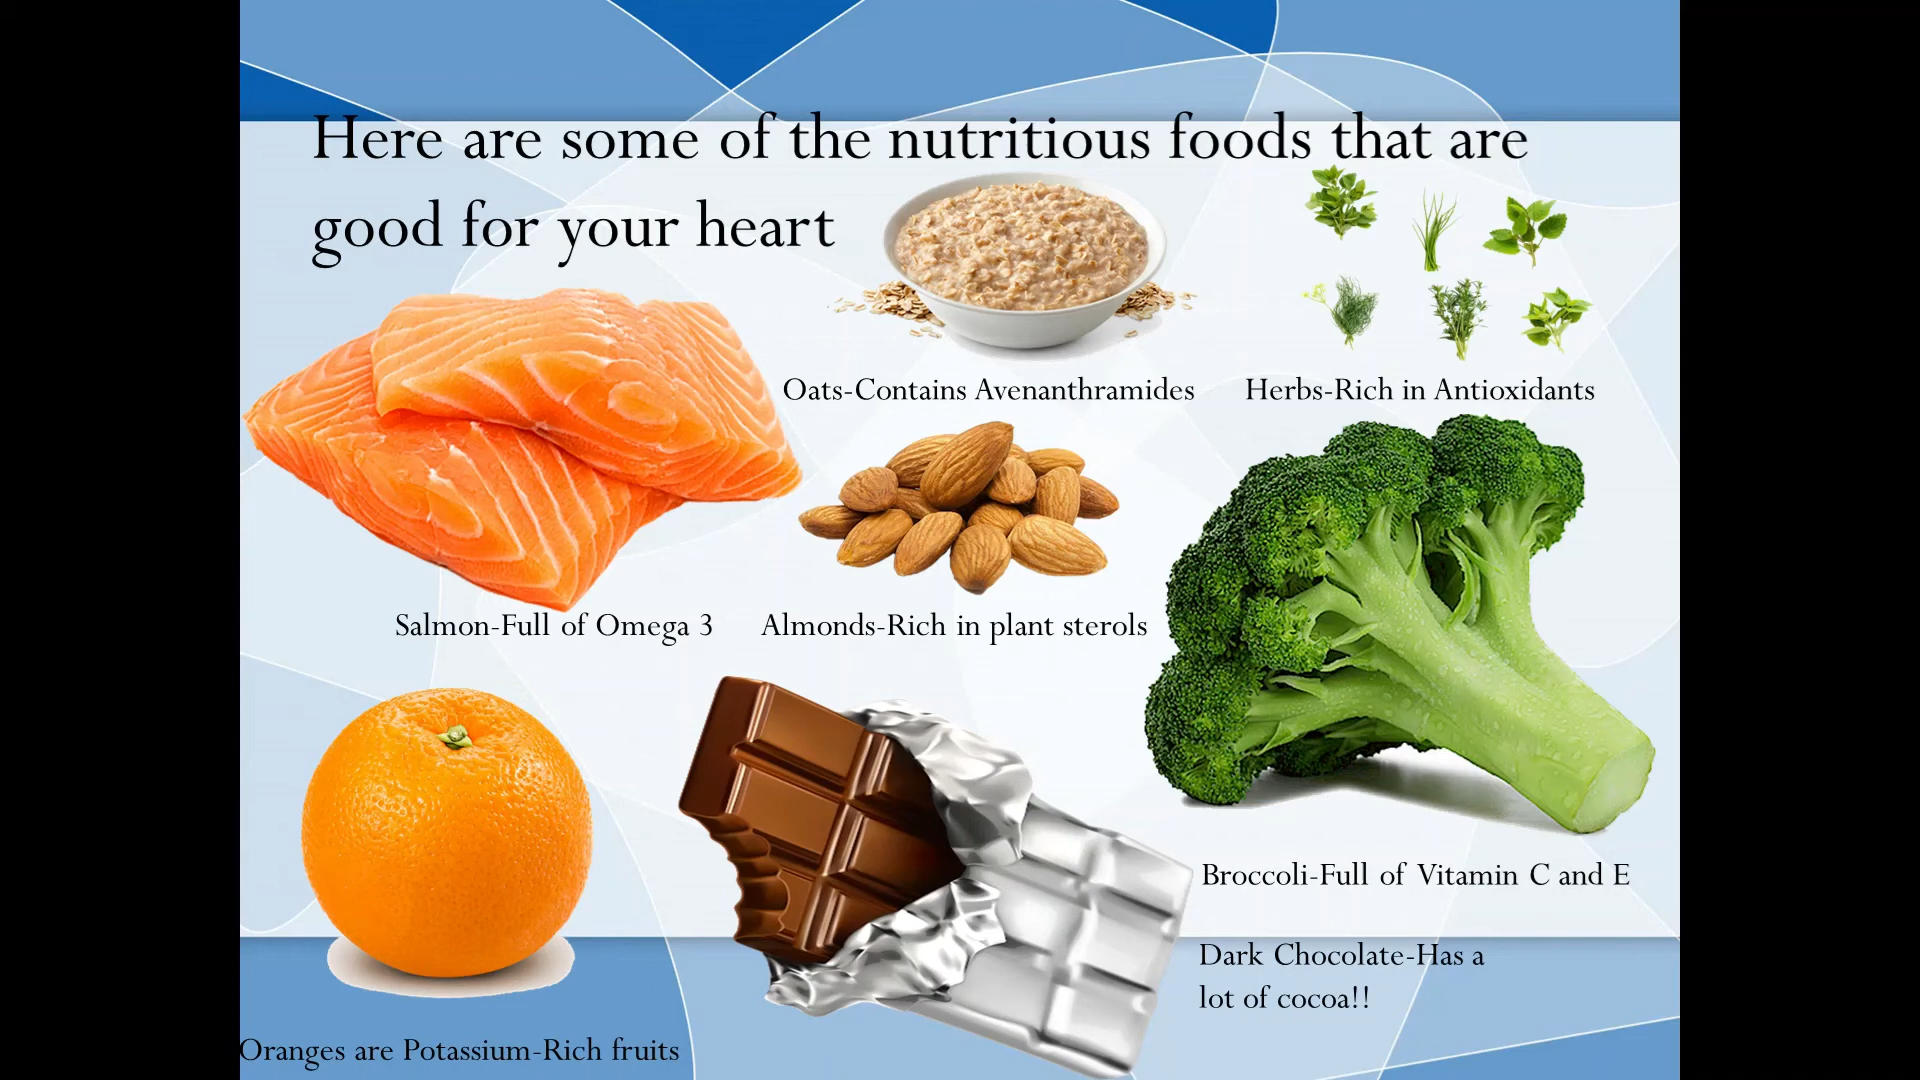 Here are some of the nutritious foods that are
good for your heart
Oats-Contains Avenanthramides
Herbs-Rich in Antioxidants
Salmon-Full of Omega 3
Almonds-Rich in plant sterols
Broccoli-Full of Vitamin C and E
Dark Chocolate-Has a
lot of cocoa!!
Oranges are Potassium-Rich fruits